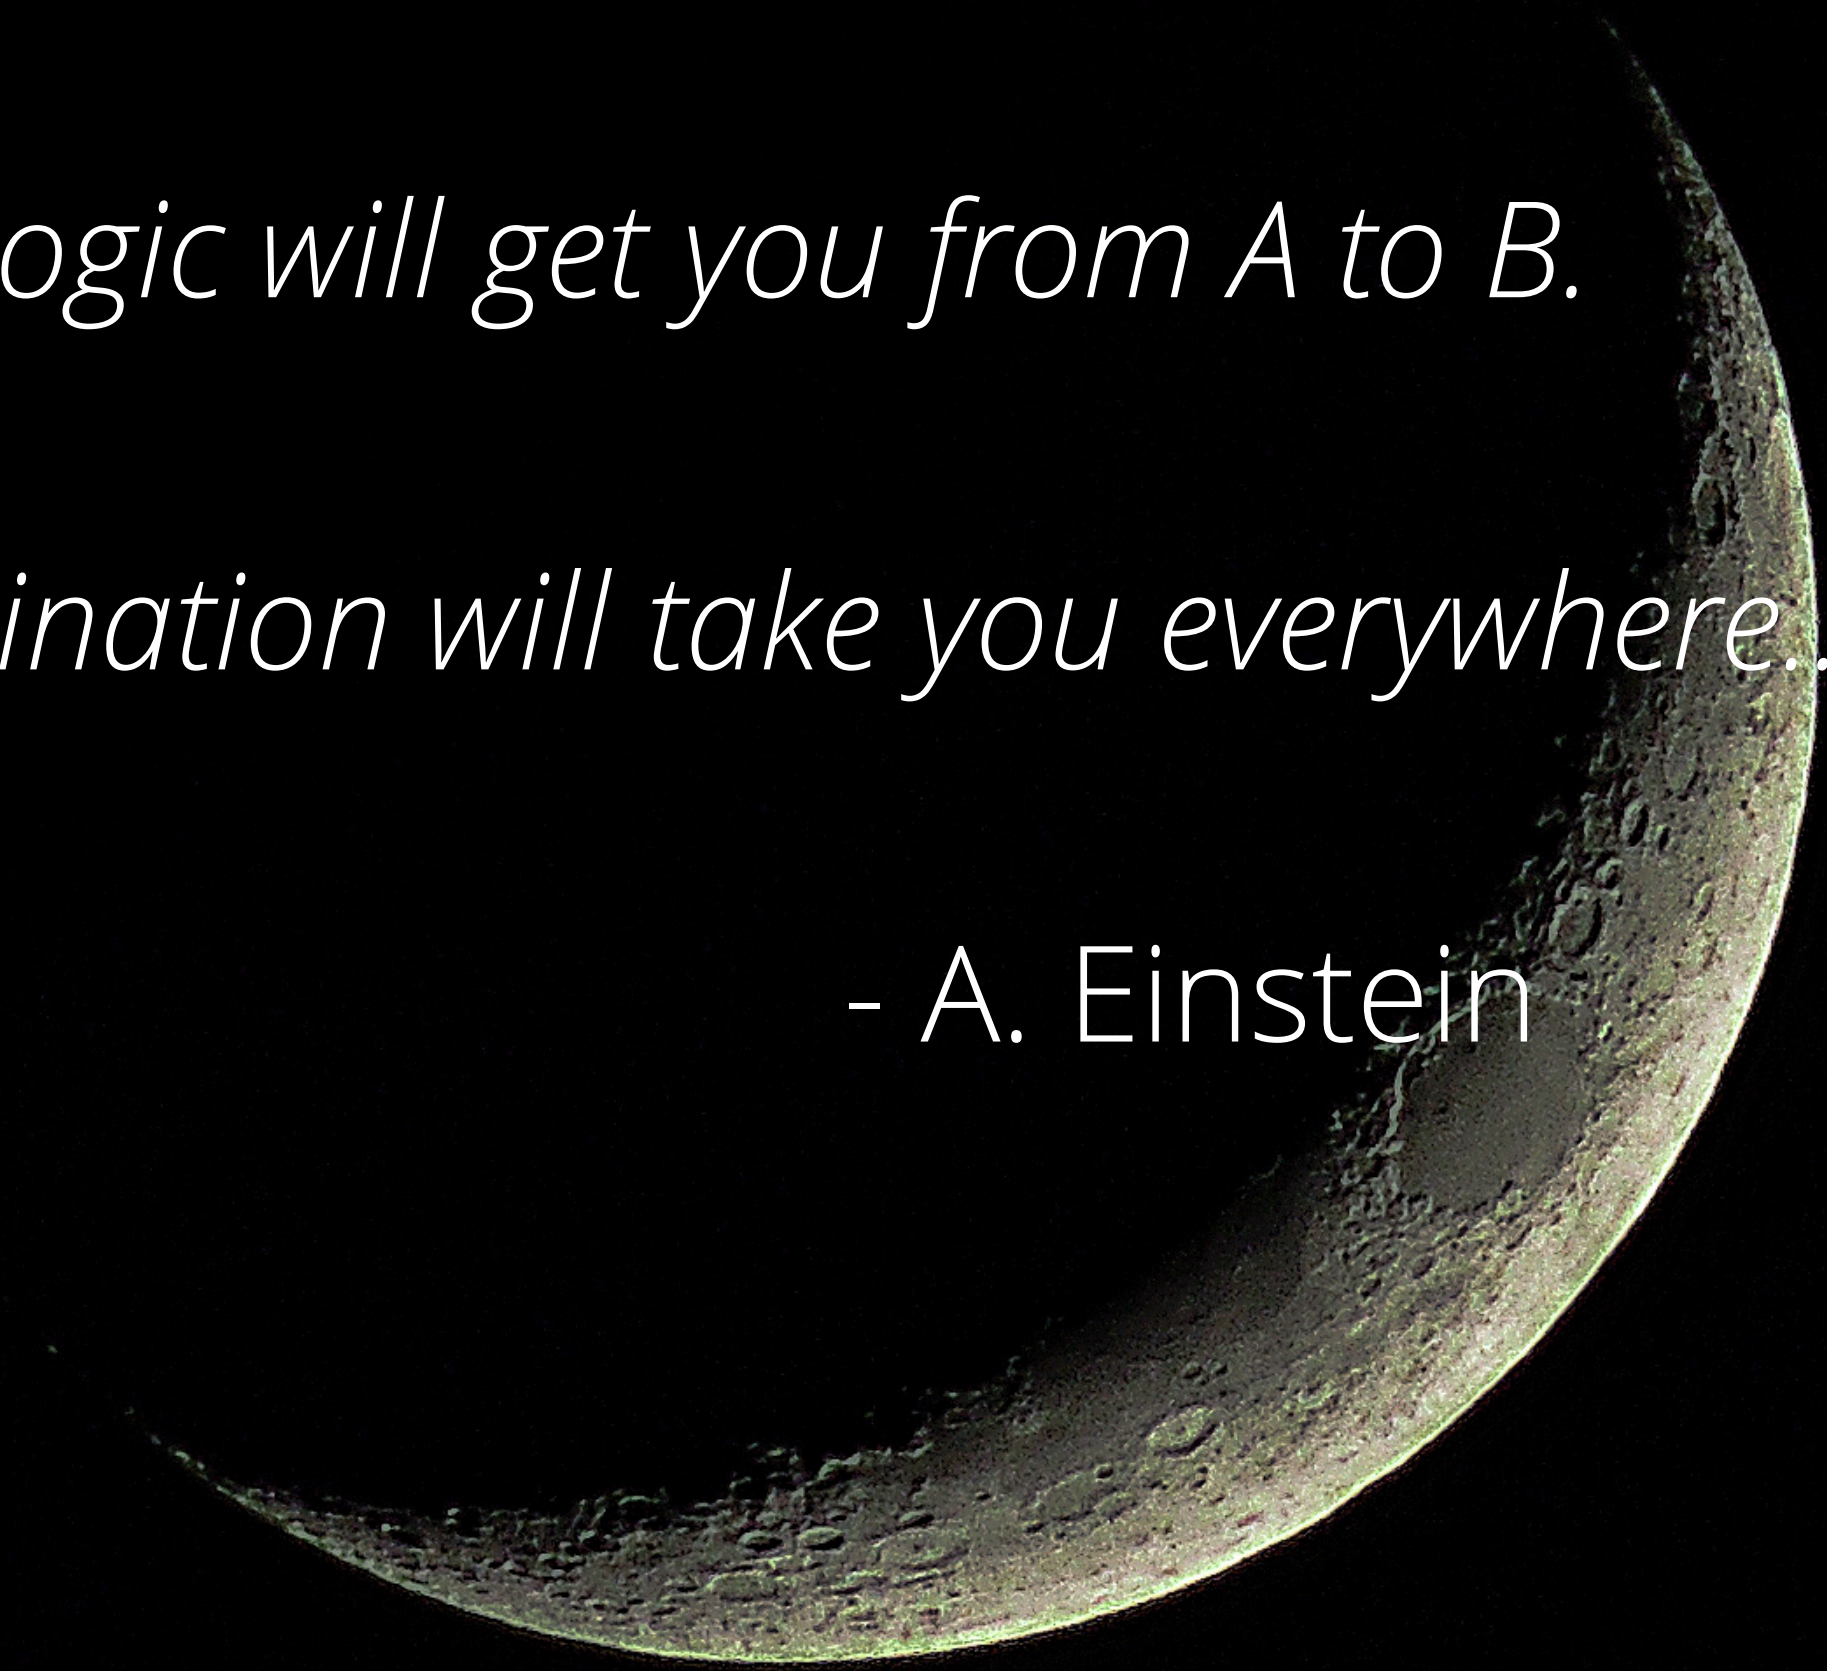 ogic will get you from A to B.
ination will take you everywhere..
- A. Einstein